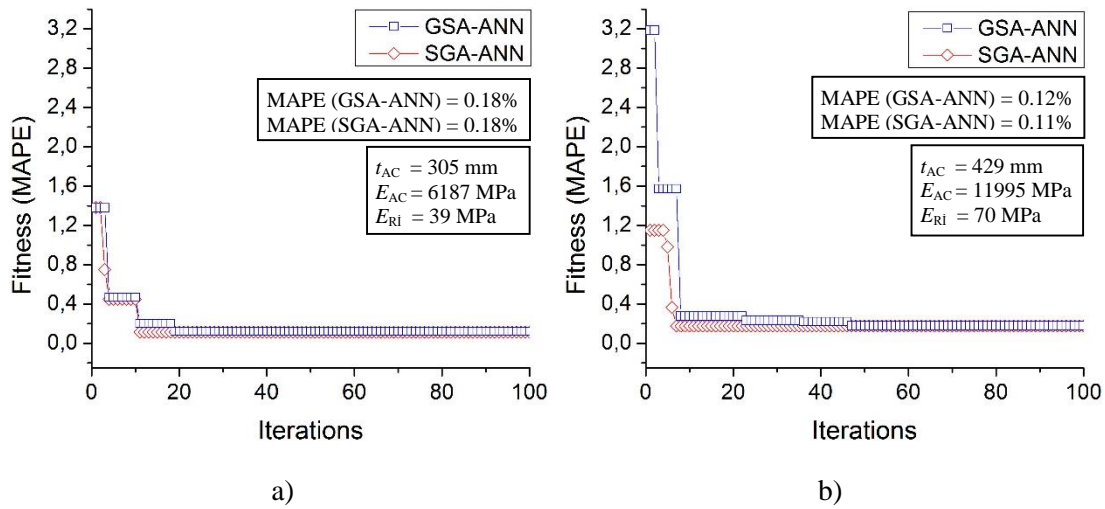 3,2
2,8
2,4
2,0
1,6
1,2
0,8
0,4
0,0
Fitness (MAPE)
GSA-ANN
SGA-ANN
MAPE (GSA-ANN) = 0.18%
MAPE (SGA-ANN) = 0.18%
tAC = 305 mm
EAC = 6187 MPa
ERİ = 39 MPa
0 20 40 60 80 100
Iterations
a)
3,2
2,8
2,4
2,0
1,6
1,2
0,8
0,4
0,0
Fitness (MAPE)
GSA-ANN
SGA-ANN
MAPE (GSA-ANN) = 0.12%
MAPE (SGA-ANN) = 0.11%
tAC = 429 mm
EAC = 11995 MPa
ERİ = 70 MPa
0 20 40 60 80 100
Iterations
b)